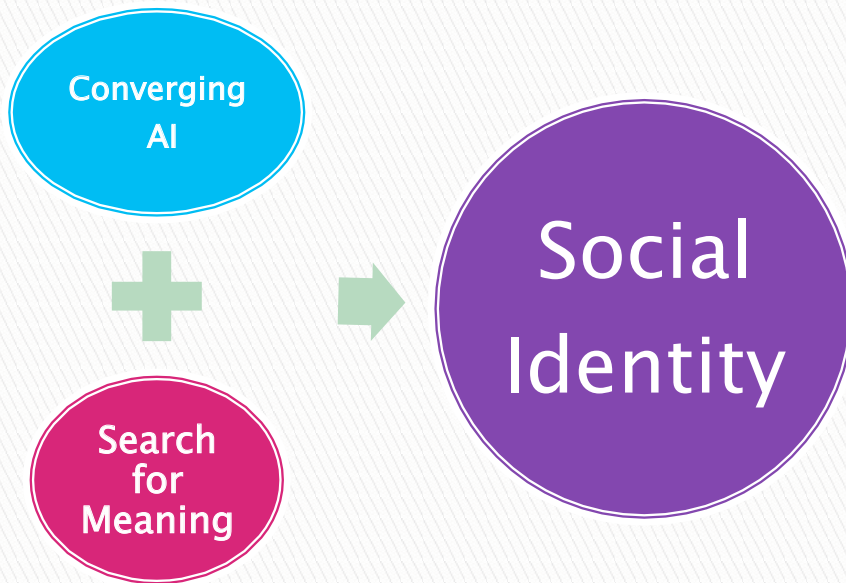 Converging
AI
Search
for
Meaning
Social
Identity